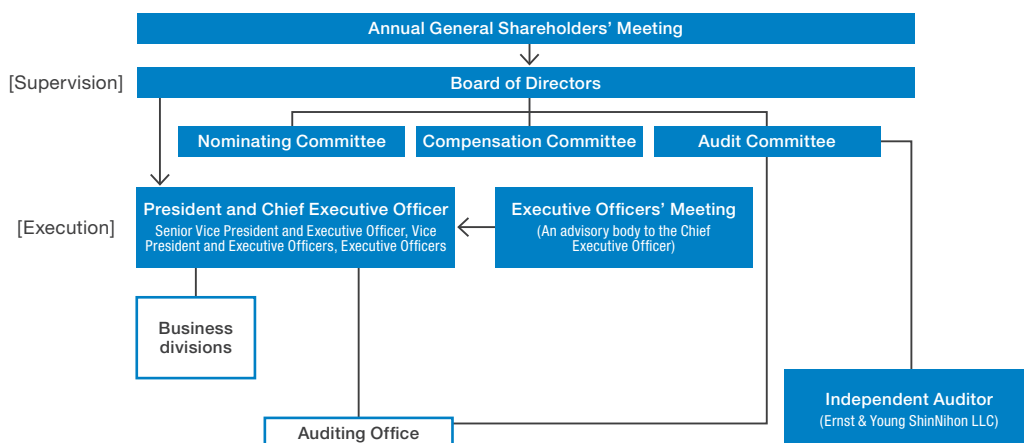 Annual General Shareholders’ Meeting
[Supervision]
Board of Directors
Nominating Committee
Compensation Committee
Audit Committee
[Execution]
President and Chief Executive Officer
Senior Vice President and Executive Officer, Vice
President and Executive Officers, Executive Officers
Executive Officers’ Meeting
(An advisory body to the Chief
Executive Officer)
Business
divisions
Independent Auditor
(Ernst & Young ShinNihon LLC)
Auditing Office